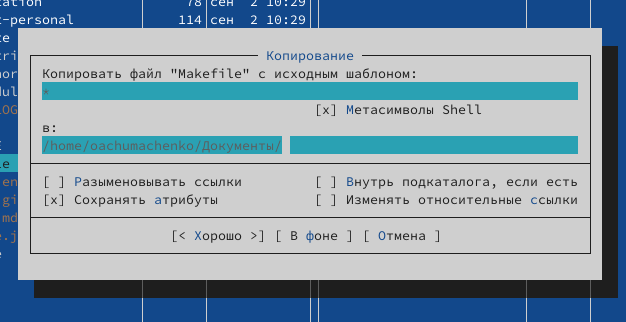 78 сен 2 10:29
t-personal 114 сен 2 10:29
Копирование
Копировать файл "Makefile" с исходным шаблоном:
*
[x] Метасимволы Shell
в:
/home/oachumachenko/Документы/
[ ] Разыменовывать ссылки [ ] Внутрь подкаталога, если есть
[x] Сохранять атрибуты [ ] Изменять относительные ссылки
[< Хорошо >] [ В фоне ] [ Отмена ]